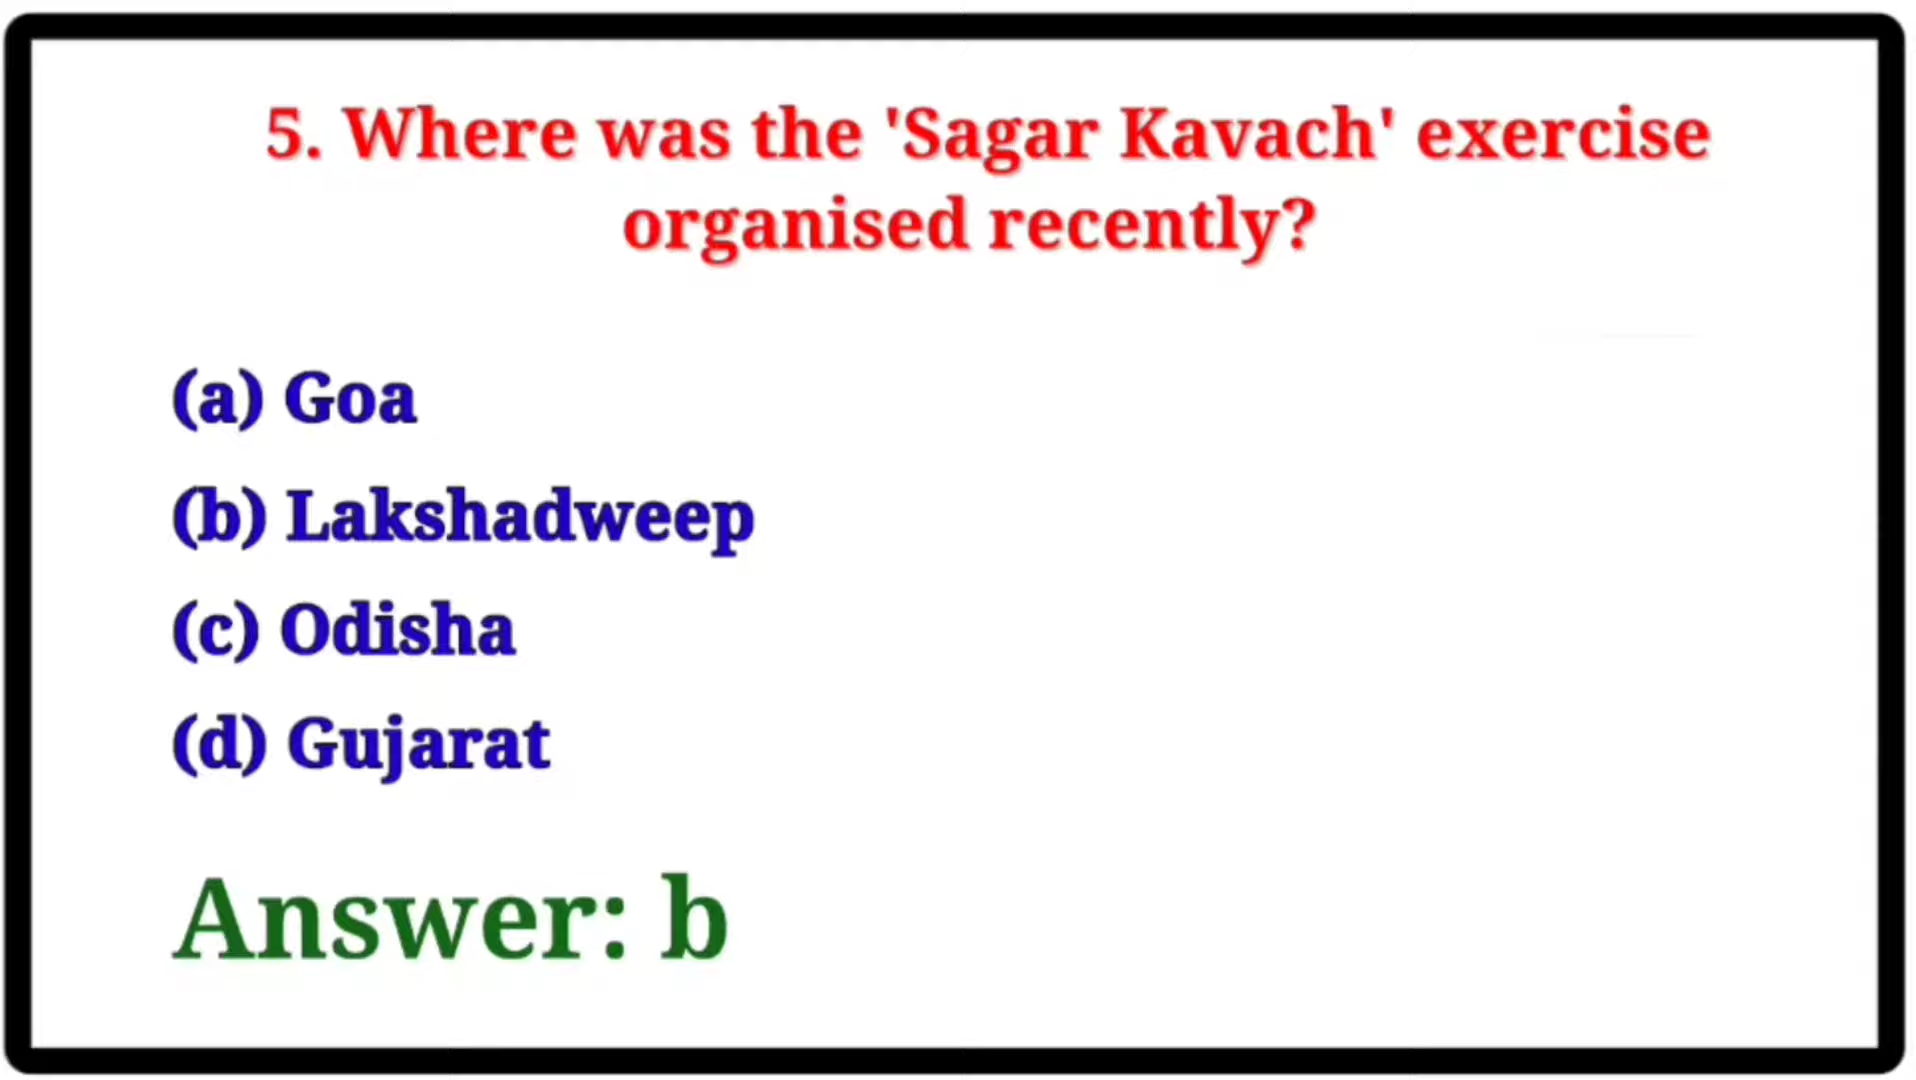 5. Where was the 'Sagar Kavach' exercise
organised recently?
(a) Goa
(b) Lakshadweep
(c) Odisha
(d) Gujarat
Answer: b